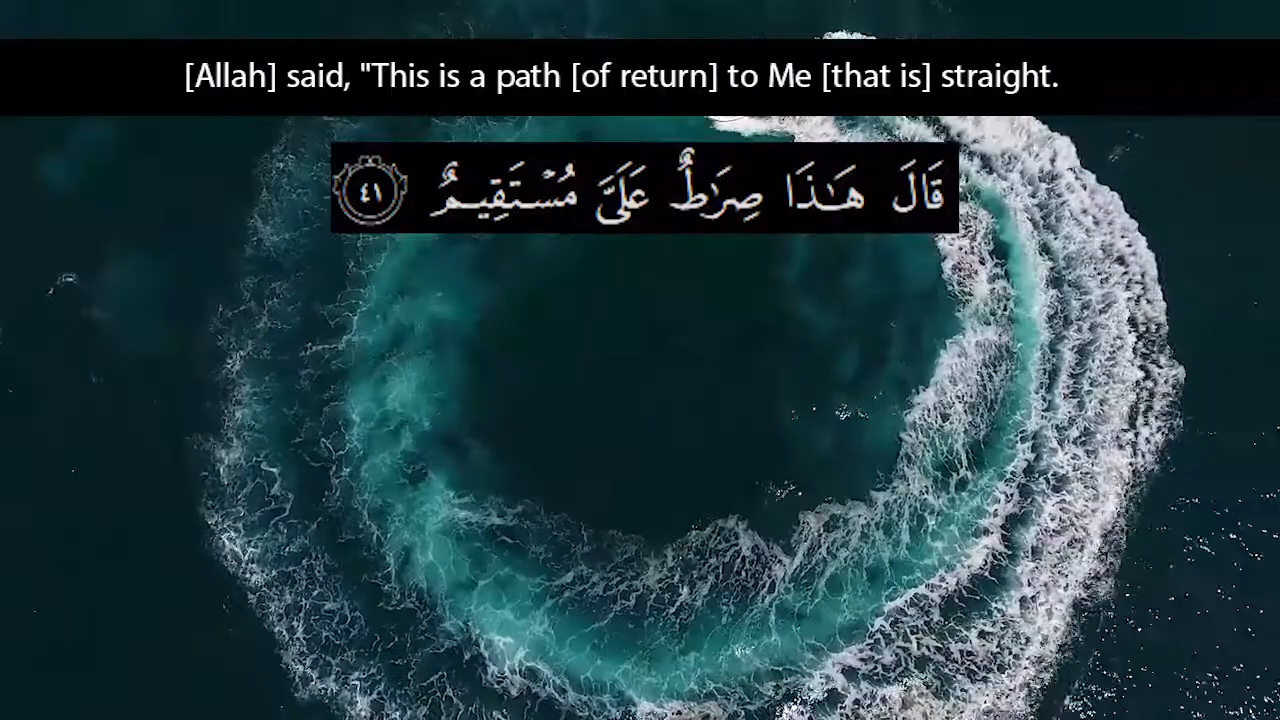 [Allah] said, "This is a path [of return] to Me [that is] straight.
قَالَ هَـٰذَا صِرَٰطٌ عَلَىَّ مُسْتَقِيمٌ ٤١